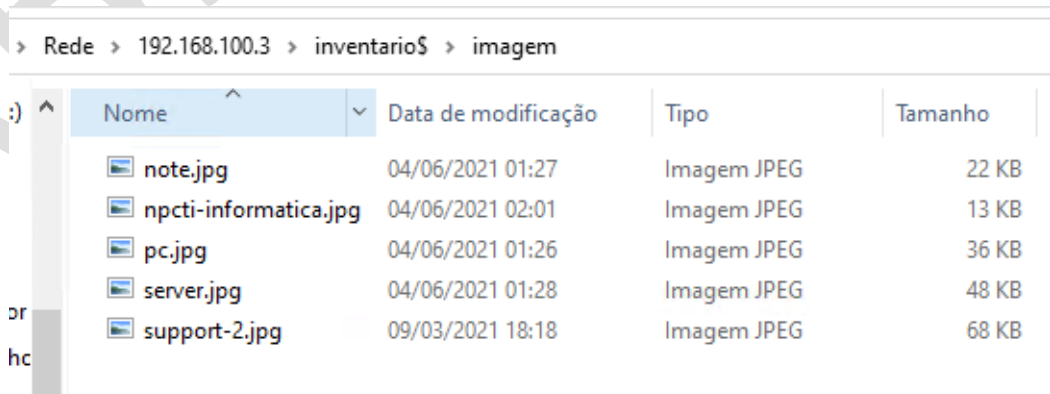 > Rede > 192.168.100.3 > inventario$ > imagem
:) Nome Data de modificação Tipo Tamanho
note.jpg 04/06/2021 01:27 Imagem JPEG 22 KB
npcti-informatica.jpg 04/06/2021 02:01 Imagem JPEG 13 KB
pc.jpg 04/06/2021 01:26 Imagem JPEG 36 KB
server.jpg 04/06/2021 01:28 Imagem JPEG 48 KB
or
support-2.jpg 09/03/2021 18:18 Imagem JPEG 68 KB
hc